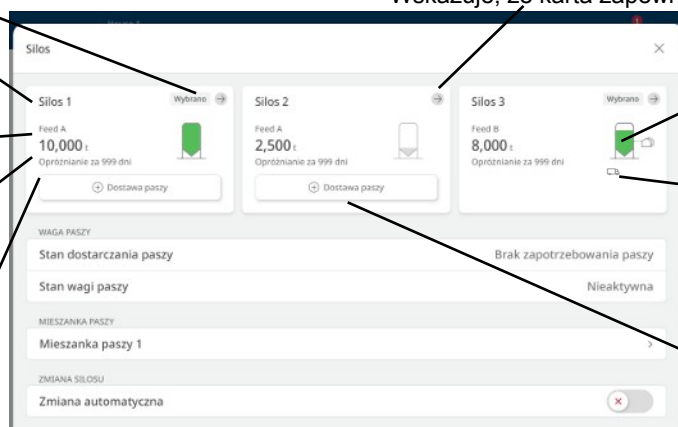 Wskazuje, że karta zapowi
1
Silos
Silos 1
Wybrano
Feed A
10,000 t
Opróżnianie za 999 dni
Dostawa paszy
Silos 2
Feed A
2,500 t
Opróżnianie za 999 dni
Dostawa paszy
Silos 3
Wybrano
Feed B
8,000 t
Opróżnianie za 999 dni
WAGA PASZY
Stan dostarczania paszy
Brak zapotrzebowania paszy
Stan wagi paszy
Nieaktywna
MIESZANKA PASZY
Mieszanka paszy 1
ZMIANA SILOSU
Zmiana automatyczna